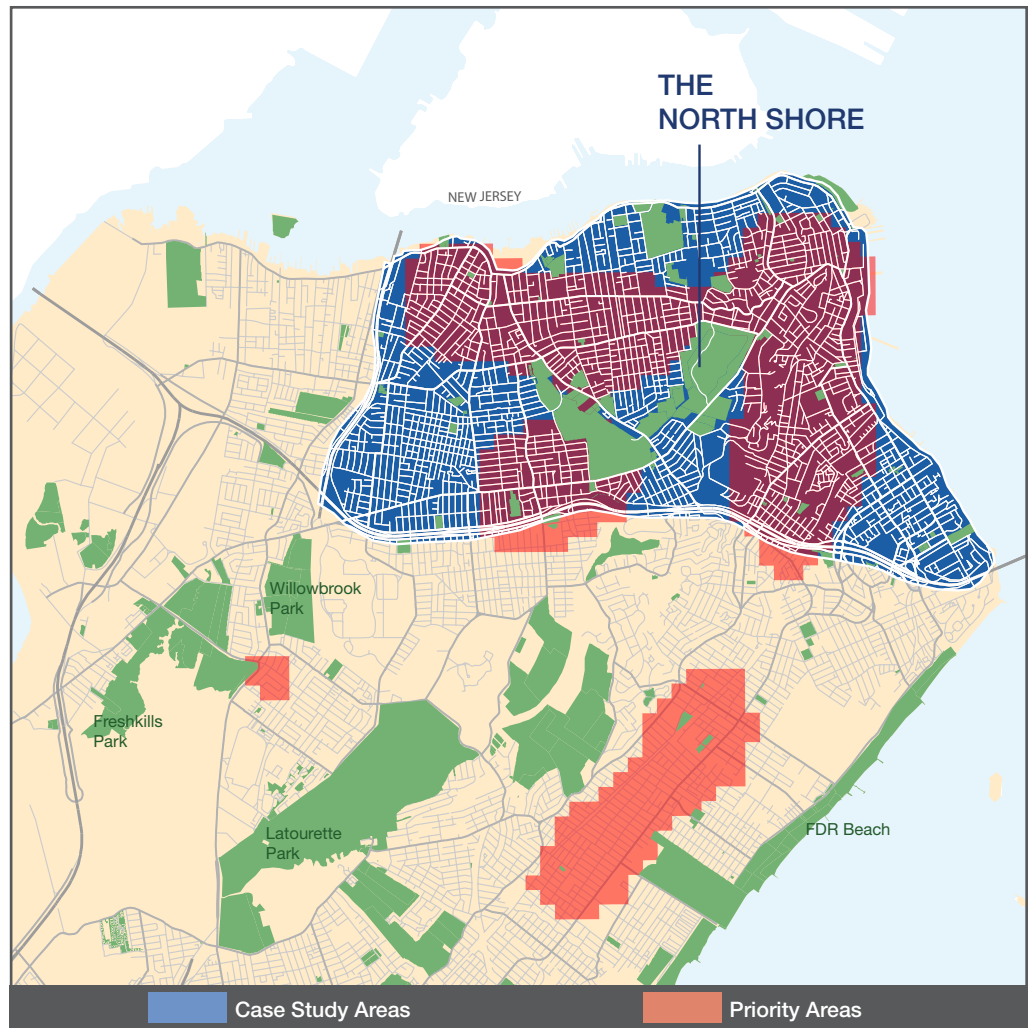 THE
NORTH SHORE
NEW JERSEY
Willowbrook
Park
Freshkills
Park
Latourette
Park
FDR Beach
Case Study Areas
Priority Areas